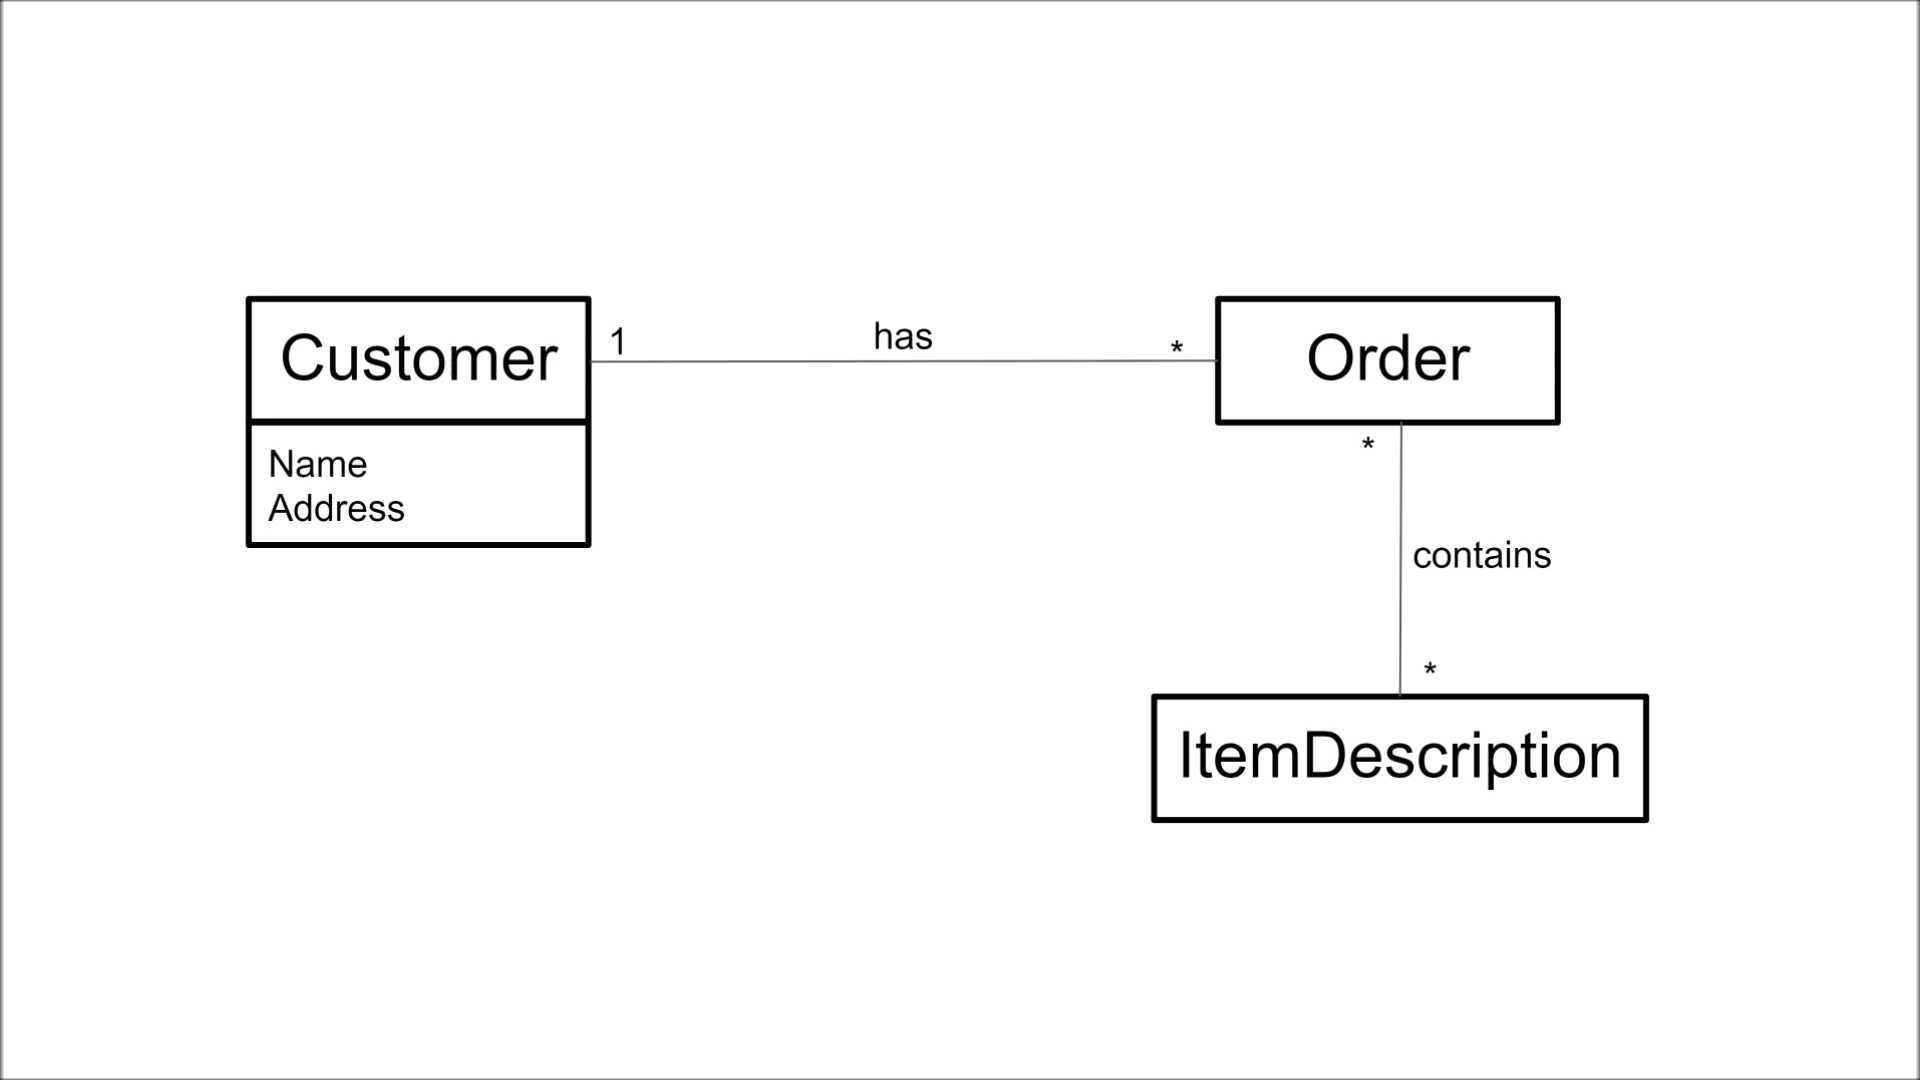 Customer
1
has
*
Order
Name
Address
*
contains
*
ItemDescription